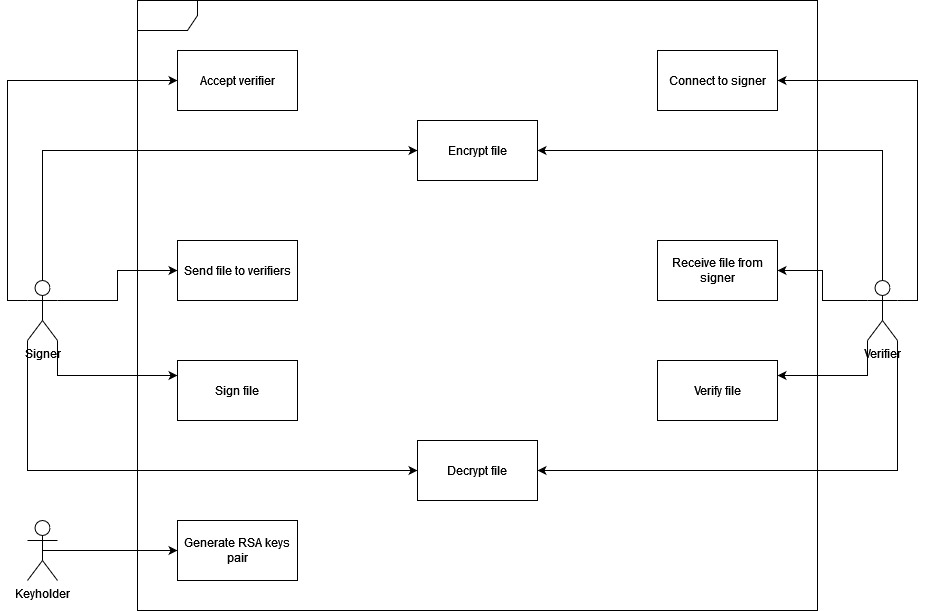 Accept verifier
Connect to signer
Encrypt file
Send file to verifiers
Receive file from
signer
Signer
Verifier
Sign file
Verify file
Decrypt file
Generate RSA keys
pair
Keyholder